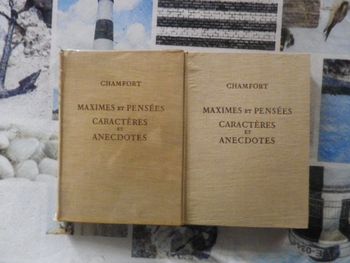 CHAMFORT
MAXIMES ET PENSÉES
CARACTÈRES
ET
ANECDOTES
CHAMFORT
MAXIMES ET PENSÉES
CARACTÈRES
ET
ANECDOTES